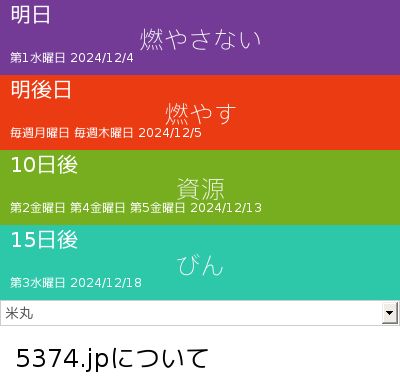 明日
燃やさない
第1水曜日 2024/12/4
明後日
燃やす
毎週月曜日 毎週木曜日 2024/12/5
10日後
資源
第2金曜日 第4金曜日 第5金曜日 2024/12/13
15日後
びん
第3水曜日 2024/12/18
米丸
5374.jpについて